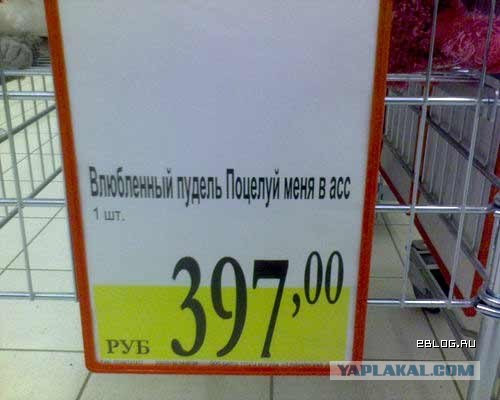 Влюбленный пудель Поцелуй меня в асс
1 шт.
РУБ 397,00
EBLOG.RU
YAPLAKAL.COM